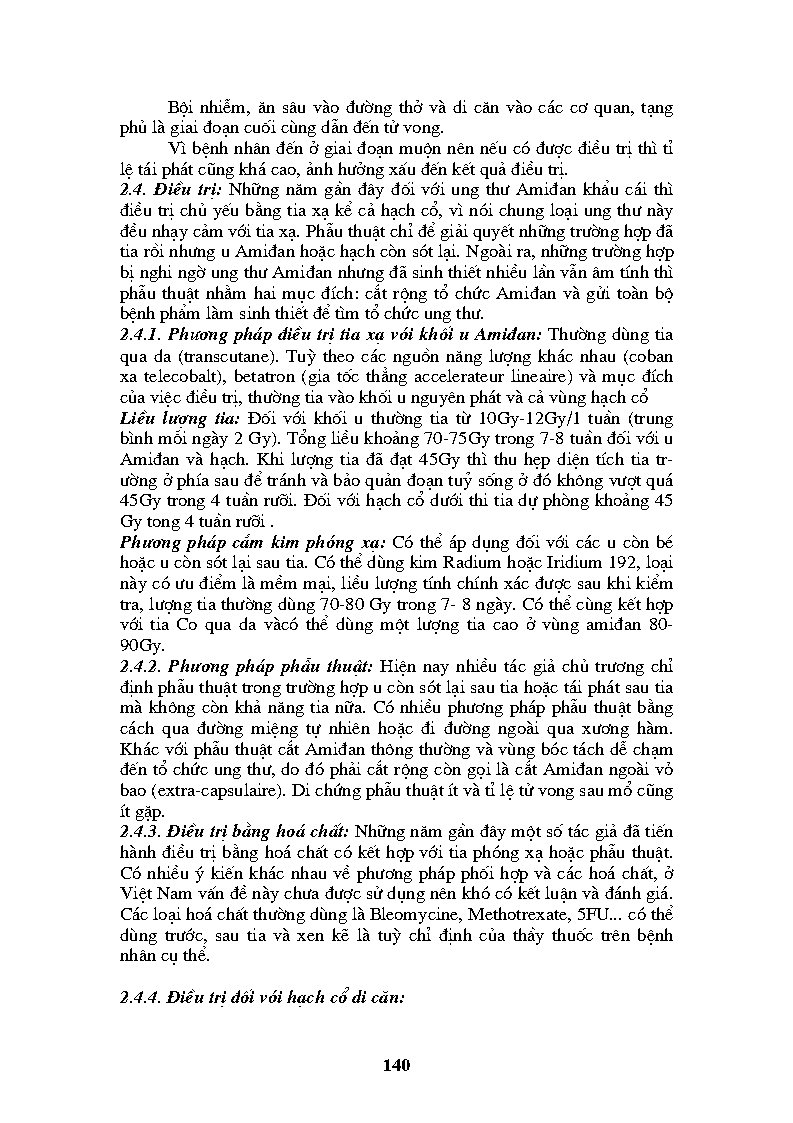 Bội nhiễm, ăn sâu vào đường thở và di căn vào các cơ quan, tạng
phủ là giai đoạn cuối cùng dẫn đến tử vong.
Vì bệnh nhân đến ở giai đoạn muộn nên nếu có được điều trị thì tỉ
lệ tái phát cũng khá cao, ảnh hưởng xấu đến kết quả điều trị.
2.4. Điều trị: Những năm gần đây đối với ung thư Amiđan khẩu cái thì
điều trị chủ yếu bằng tia xạ kể cả hạch cổ, vì nói chung loại ung thư này
đều nhạy cảm với tia xạ. Phẫu thuật chỉ để giải quyết những trường hợp đã
tia rồi nhưng u Amiđan hoặc hạch còn sót lại. Ngoài ra, những trường hợp
bị nghi ngờ ung thư Amiđan nhưng đã sinh thiết nhiều lần vẫn âm tính thì
phẫu thuật nhằm hai mục đích: cắt rộng tổ chức Amiđan và gửi toàn bộ
bệnh phẩm làm sinh thiết để tìm tổ chức ung thư.
2.4.1. Phương pháp điều trị tia xa với khối u Amiđan: Thường dùng tia
qua da (transcutane). Tuỳ theo các nguồn năng lượng khác nhau (coban
xa telecobalt), betatron (gia tốc thẳng accelerateur lineaire) và mục đích
của việc điều trị, thường tia vào khối u nguyên phát và cả vùng hạch cổ
Liều lượng tia: Đối với khối u thường tia từ 10Gy-12Gy/1 tuần (trung
bình mỗi ngày 2 Gy). Tổng liều khoảng 70-75Gy trong 7-8 tuần đối với u
Amiđan và hạch. Khi lượng tia đã đạt 45Gy thì thu hẹp diện tích tia tr-
ường ở phía sau để tránh và bảo quản đoạn tuỷ sống ở đó không vượt quá
45Gy trong 4 tuần rưỡi. Đối với hạch cổ dưới thi tia dự phòng khoảng 45
Gy tong 4 tuần rưỡi .
Phương pháp cắm kim phóng xạ: Có thể áp dụng đối với các u còn bé
hoặc u còn sót lại sau tia. Có thể dùng kim Radium hoặc Iridium 192, loại
này có ưu điểm là mềm mại, liều lượng tính chính xác được sau khi kiểm
tra, lượng tia thường dùng 70-80 Gy trong 7- 8 ngày. Có thể cùng kết hợp
với tia Co qua da vàcó thể dùng một lượng tia cao ở vùng amiđan 80-
90Gy.
2.4.2. Phương pháp phẫu thuật: Hiện nay nhiều tác giả chủ trương chỉ
định phẫu thuật trong trường hợp u còn sót lại sau tia hoặc tái phát sau tia
mà không còn khả năng tia nữa. Có nhiều phương pháp phẫu thuật bằng
cách qua đường miệng tự nhiên hoặc đi đường ngoài qua xương hàm.
Khác với phẫu thuật cắt Amiđan thông thường và vùng bóc tách dễ chạm
đến tổ chức ung thư, do đó phải cắt rộng còn gọi là cắt Amiđan ngoài vỏ
bao (extra-capsulaire). Di chứng phẫu thuật ít và tỉ lệ tử vong sau mổ cũng
ít gặp.
2.4.3. Điều trị bằng hoá chất: Những năm gần đây một số tác giả đã tiến
hành điều trị bằng hoá chất có kết hợp với tia phóng xạ hoặc phẫu thuật.
Có nhiều ý kiến khác nhau về phương pháp phối hợp và các hoá chất, ở
Việt Nam vấn đề này chưa được sử dụng nên khó có kết luận và đánh giá.
Các loại hoá chất thường dùng là Bleomycine, Methotrexate, 5FU... có thể
dùng trước, sau tia và xen kẽ là tuỳ chỉ định của thầy thuốc trên bệnh
nhân cụ thể.
2.4.4. Điều trị đối với hạch cổ di căn:
140